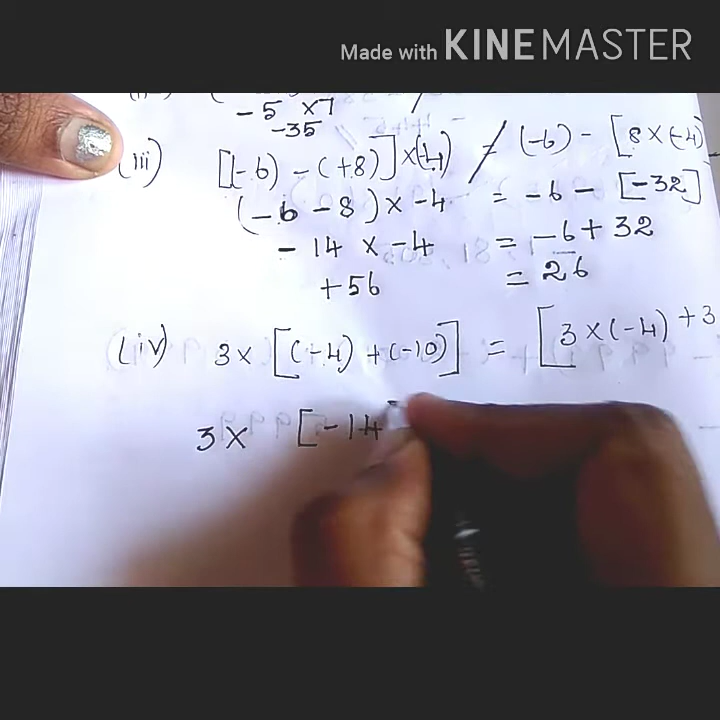 Made with KINEMASTER
- 5 ×7
-35
(iii) [(-6) - (+8)] × (-4) ≠ (-6) - [8 × (-4)
(-6 - 8) × -4 = -6 - [-32]
- 14 × -4 = -6 + 32
+56 = 26
(iv) 3× [(-4) + (-10)] = [3 × (-4) + 3
3× [-14